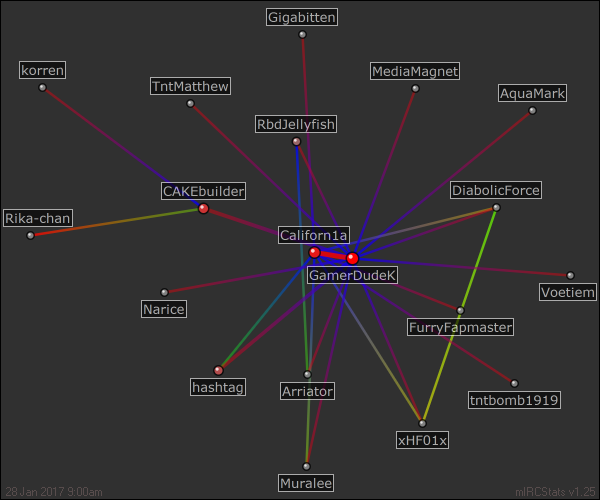 Gigabitten
korren
MediaMagnet
TntMatthew
AquaMark
RbdJellyfish
CAKEbuilder
DiabolicForce
Rika-chan
Californ1a
GamerDudeK
Voetiem
Narice
FurryFapmaster
hashtag
Arriator
tntbomb1919
xHF01x
Muralee
28 Jan 2017 9:00am
mIRCStats v1.25